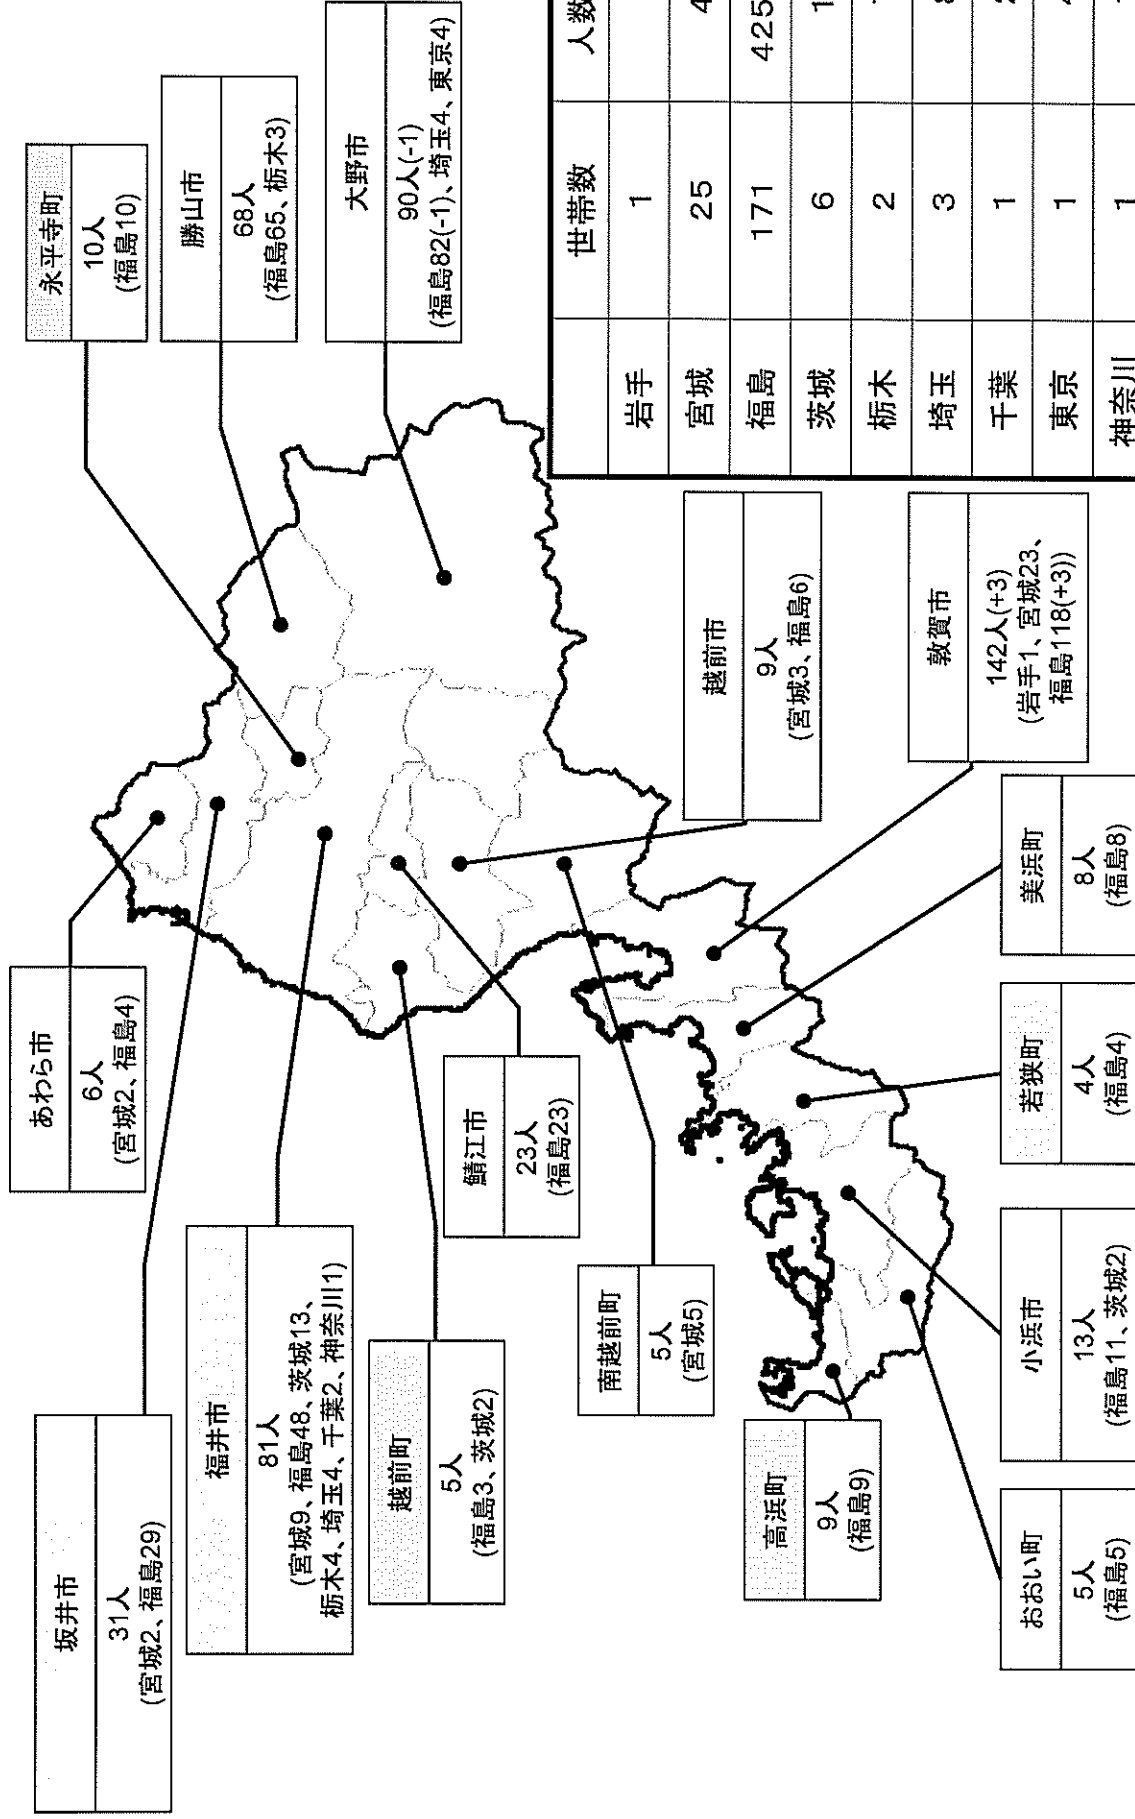 あわら市
6人
(宮城2、福島4)
坂井市
31人
(宮城2、福島29)
福井市
81人
(宮城9、福島48、茨城13、
栃木4、埼玉4、千葉2、神奈川1)
越前町
5人
(福島3、茨城2)
鯖江市
23人
(福島23)
南越前町
5人
(宮城5)
高浜町
9人
(福島9)
おおい町
5人
(福島5)
小浜市
13人
(福島11、茨城2)
若狭町
4人
(福島4)
美浜町
8人
(福島8)
敦賀市
142人(+3)
(岩手1、宮城23、
福島118(+3))
越前市
9人
(宮城3、福島6)
永平寺町
10人
(福島10)
勝山市
68人
(福島65、栃木3)
大野市
90人(-1)
(福島82(-1)、埼玉4、東京4)
世帯数 人数
岩手 1
宮城 25 4
福島 171 425
茨城 6 1
栃木 2
埼玉 3
千葉 1
東京 1
神奈川 1